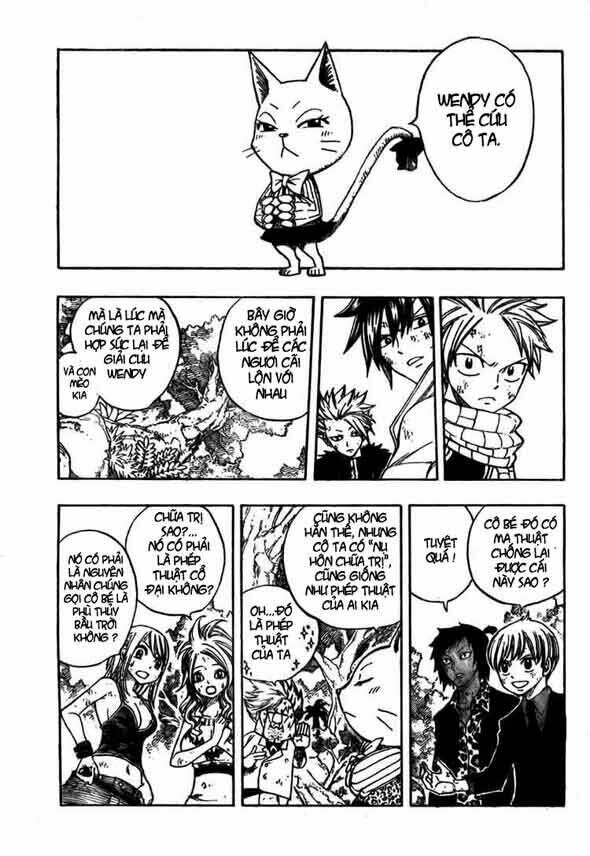 WENDY CÓ
THỂ CỨU
CÔ TA.
BÂY GIỜ
KHÔNG PHẢI
LÚC ĐỂ CÁC
NGƯƠI CÃI
LỘN VỚI
NHAU
MÀ LÀ LÚC MÀ
CHÚNG TA PHẢI
HỢP SỨC LẠI ĐỂ
GIẢI CỨU
WENDY
VÀ CON
MÈO
KIA
CÔ BÉ ĐÓ CÓ
MA THUẬT
CHỐNG LẠI
ĐƯỢC CÁI
NÀY SAO ?
TUYỆT
QUÁ !
CŨNG KHÔNG
HẲN THẾ, NHƯNG
CÔ TA CÓ "NỤ
HÔN CHỮA TRỊ",
CŨNG GIỐNG
NHƯ PHÉP THUẬT
CỦA AI KIA
OH...ĐÓ
LÀ PHÉP
THUẬT
CỦA TA
CHỮA TRỊ
SAO?...
NÓ CÓ PHẢI
LÀ PHÉP
THUẬT CỔ
ĐẠI KHÔNG?
NÓ CÓ PHẢI
LÀ NGUYÊN
NHÂN CHÚNG
GỌI CÔ BÉ LÀ
PHÙ THỦY
BẦU TRỜI
KHÔNG ?